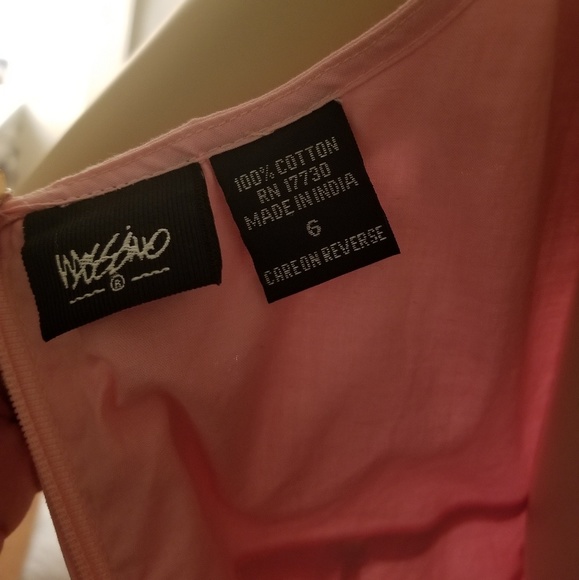 MOSSIMO
®
100% COTTON
RN 17730
MADE IN INDIA
6
CARE ON REVERSE